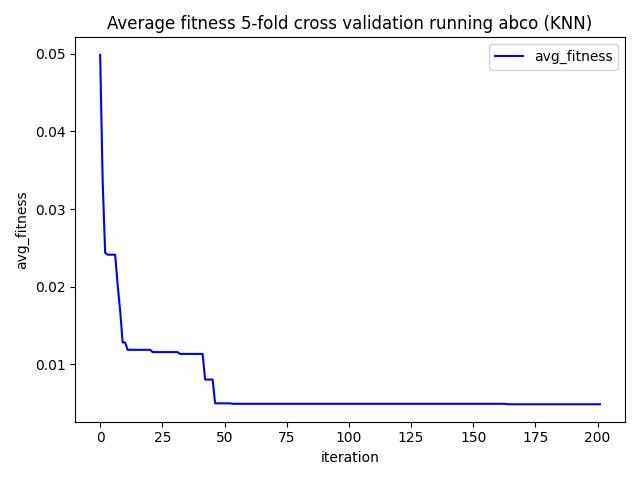 Average fitness 5-fold cross validation running abco (KNN)
avg_fitness
0.05
0.04
0.03
0.02
0.01
avg_fitness
0 25 50 75 100 125 150 175 200
iteration